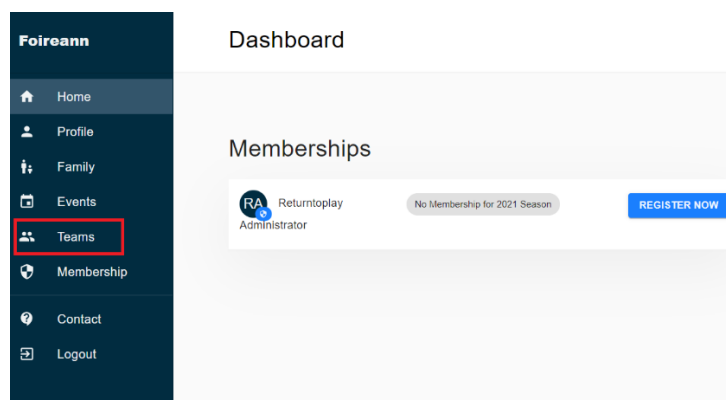 Foireann
Dashboard
Home
Profile
Family
Events
Teams
Membership
Contact
Logout
Memberships
RA Returntoplay
Administrator
No Membership for 2021 Season
REGISTER NOW